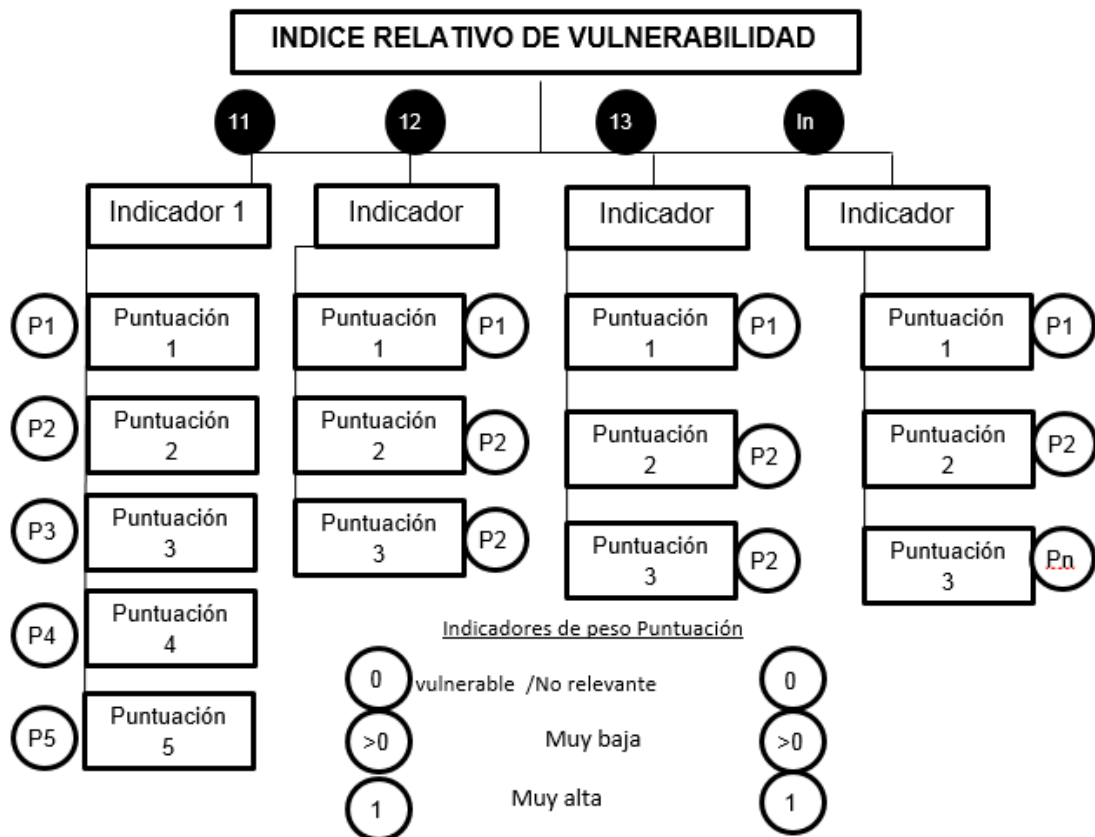 INDICE RELATIVO DE VULNERABILIDAD
11
12
13
In
Indicador 1
Indicador
Indicador
Indicador
P1
Puntuación
1
Puntuación
1
P1
Puntuación
1
P1
Puntuación
1
P1
P2
Puntuación
2
Puntuación
2
P2
Puntuación
2
P2
Puntuación
2
P2
P3
Puntuación
3
Puntuación
3
P2
Puntuación
3
P2
Puntuación
3
Pn
P4
Puntuación
4
P5
Puntuación
5
Indicadores de peso Puntuación
0 vulnerable /No relevante 0
>0 Muy baja >0
1 Muy alta 1